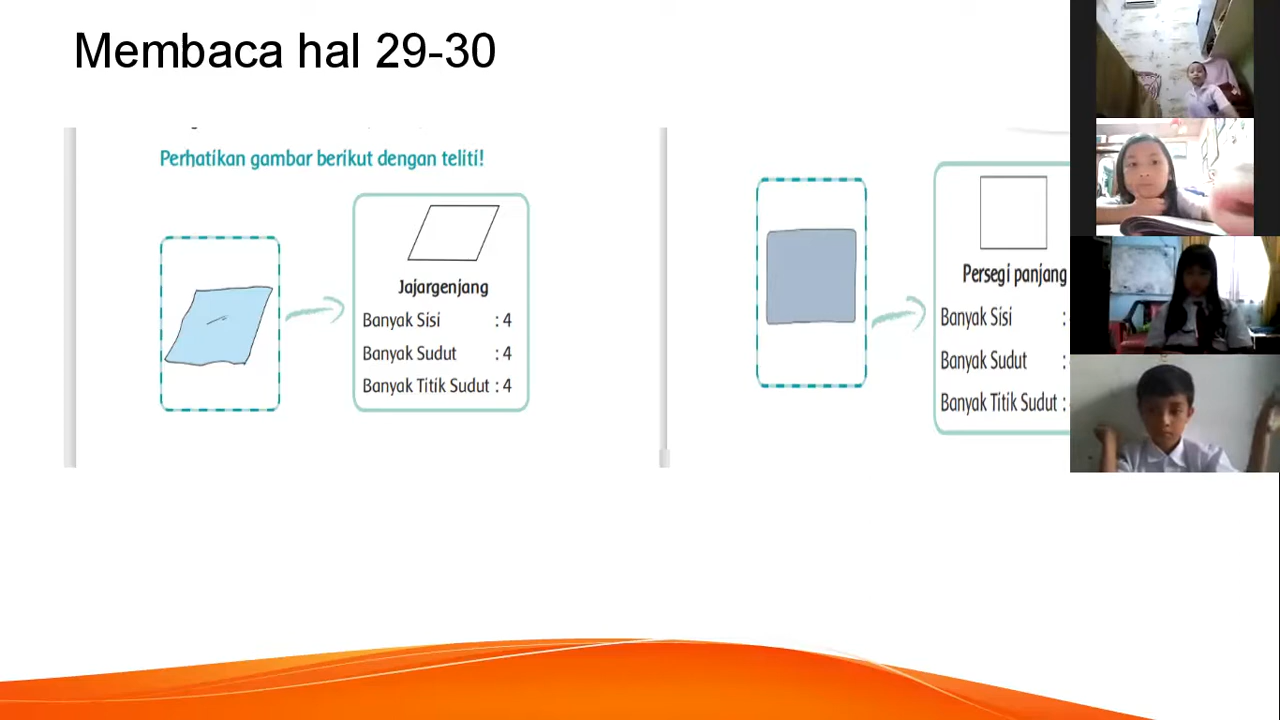 Membaca hal 29-30
Perhatikan gambar berikut dengan teliti!
Jajargenjang
Banyak Sisi : 4
Banyak Sudut : 4
Banyak Titik Sudut : 4
Persegi panjang
Banyak Sisi :
Banyak Sudut :
Banyak Titik Sudut :